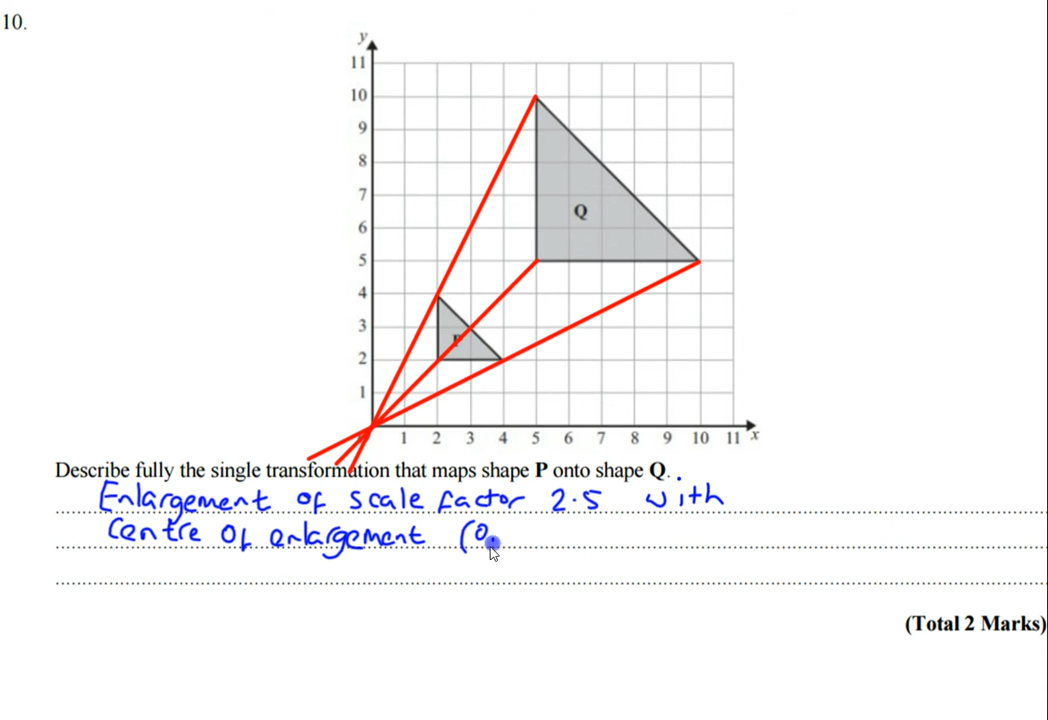 10.
y
11
10
9
8
7
6
5
4
3
2
1
Q
P
1 2 3 4 5 6 7 8 9 10 11 x
Describe fully the single transformation that maps shape P onto shape Q.
Enlargement of scale factor 2.5 with
centre of enlargement (0,
(Total 2 Marks)